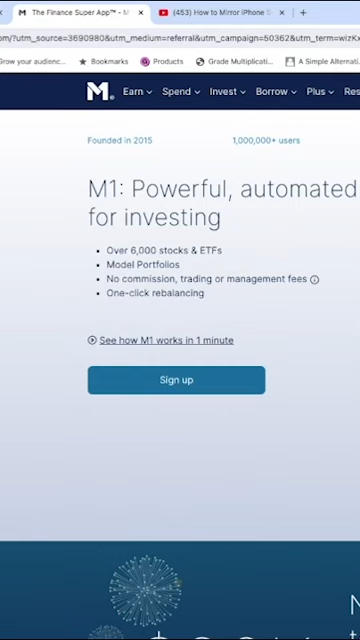 The Finance Super App™ - M
(453) How to Mirror iPhone S
om/?utm_source=3690980&utm_medium=referral&utm_campaign=50362&utm_term=wizKx
Grow your audienc... Bookmarks Products Grade Multiplicati... A Simple Alternati.
M1 Earn Spend Invest Borrow Plus Res
Founded in 2015 1,000,000+ users
M1: Powerful, automated
for investing
• Over 6,000 stocks & ETFs
• Model Portfolios
• No commission, trading or management fees
• One-click rebalancing
See how M1 works in 1 minute
Sign up